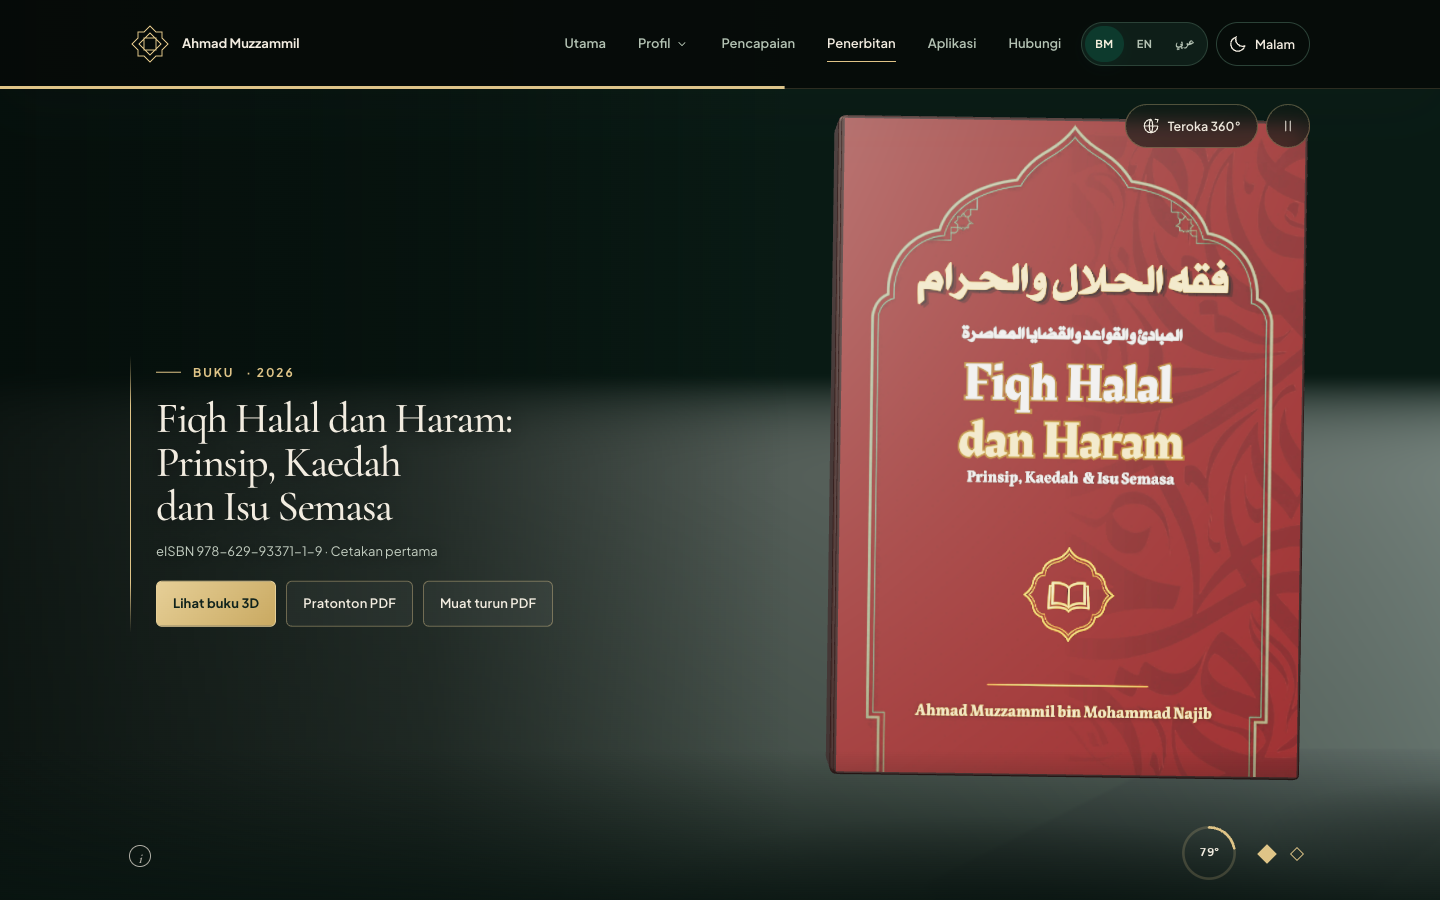 Ahmad Muzzammil
Utama
Profil
Pencapaian
Penerbitan
Aplikasi
Hubungi
BM
EN
عربي
Malam
Teroka 360°
BUKU · 2026
Fiqh Halal dan Haram:
Prinsip, Kaedah
dan Isu Semasa
eISBN 978-629-93371-1-9 · Cetakan pertama
Lihat buku 3D
Pratonton PDF
Muat turun PDF
فقه الحلال والحرام
المبادئ والقواعد والقضايا المعاصرة
Fiqh Halal
dan Haram
Prinsip, Kaedah & Isu Semasa
Ahmad Muzzammil bin Mohammad Najib
i
79°